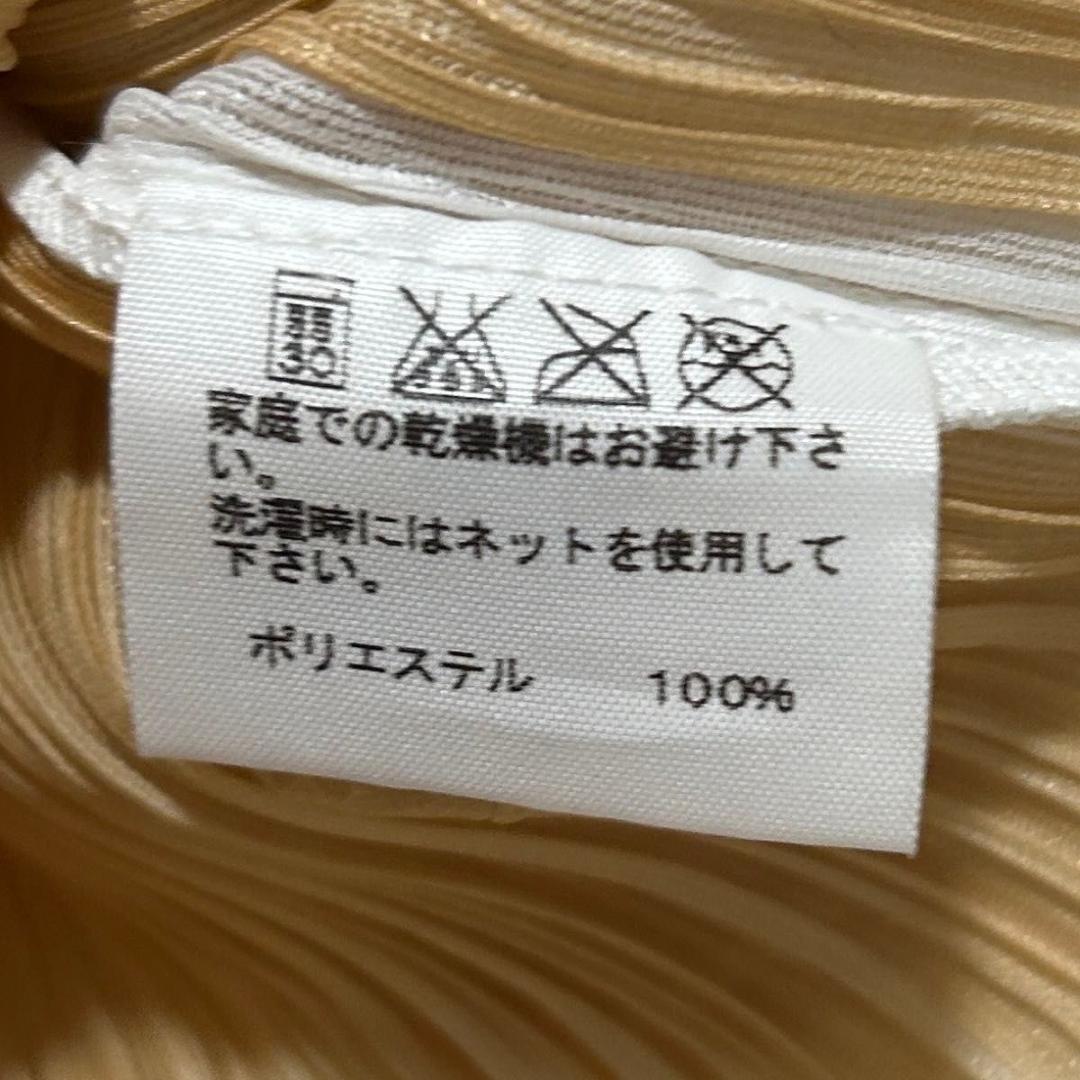 家庭での乾燥機はお避け下さ
い。
洗濯時にはネットを使用して
下さい。
ポリエステル 100%